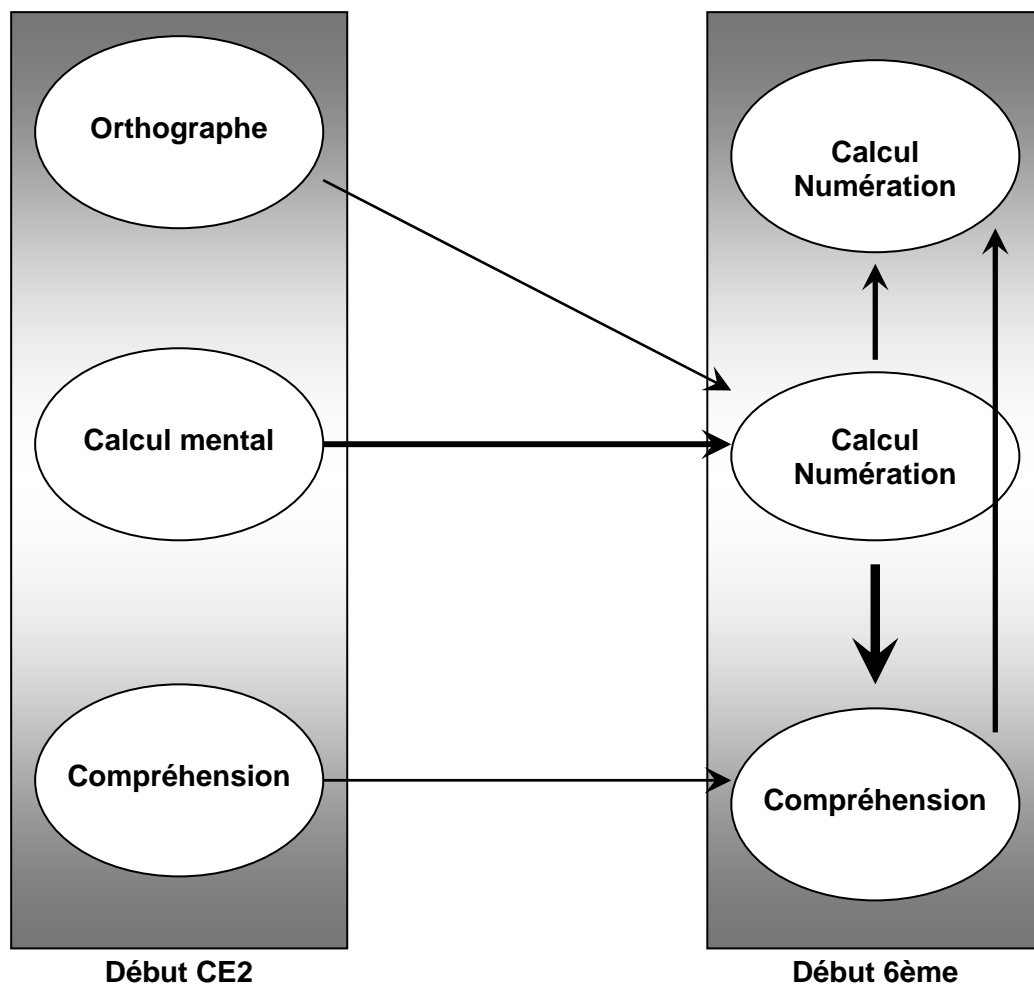 Orthographe
Calcul
Numération
Calcul mental
Calcul
Numération
Compréhension
Compréhension
Début CE2
Début 6ème